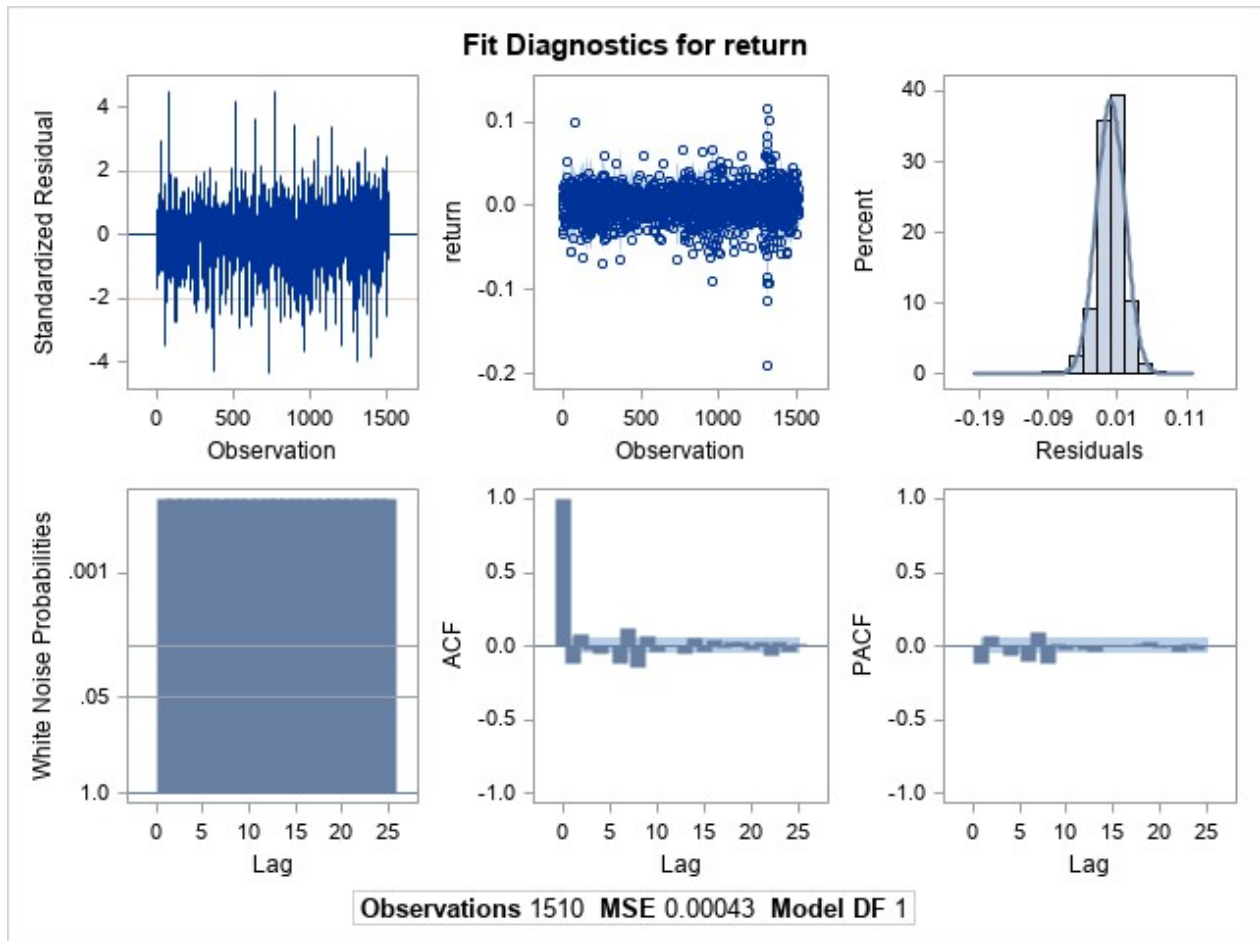 Fit Diagnostics for return
Standardized Residual
4
2
0
-2
-4
0 500 1000 1500
Observation
return
0.1
0.0
-0.1
-0.2
0 500 1000 1500
Observation
Percent
40
30
20
10
0
-0.19 -0.09 0.01 0.11
Residuals
White Noise Probabilities
.001
.05
1.0
0 5 10 15 20 25
Lag
ACF
1.0
0.5
0.0
-0.5
-1.0
0 5 10 15 20 25
Lag
PACF
1.0
0.5
0.0
-0.5
-1.0
0 5 10 15 20 25
Lag
Observations 1510 MSE 0.00043 Model DF 1